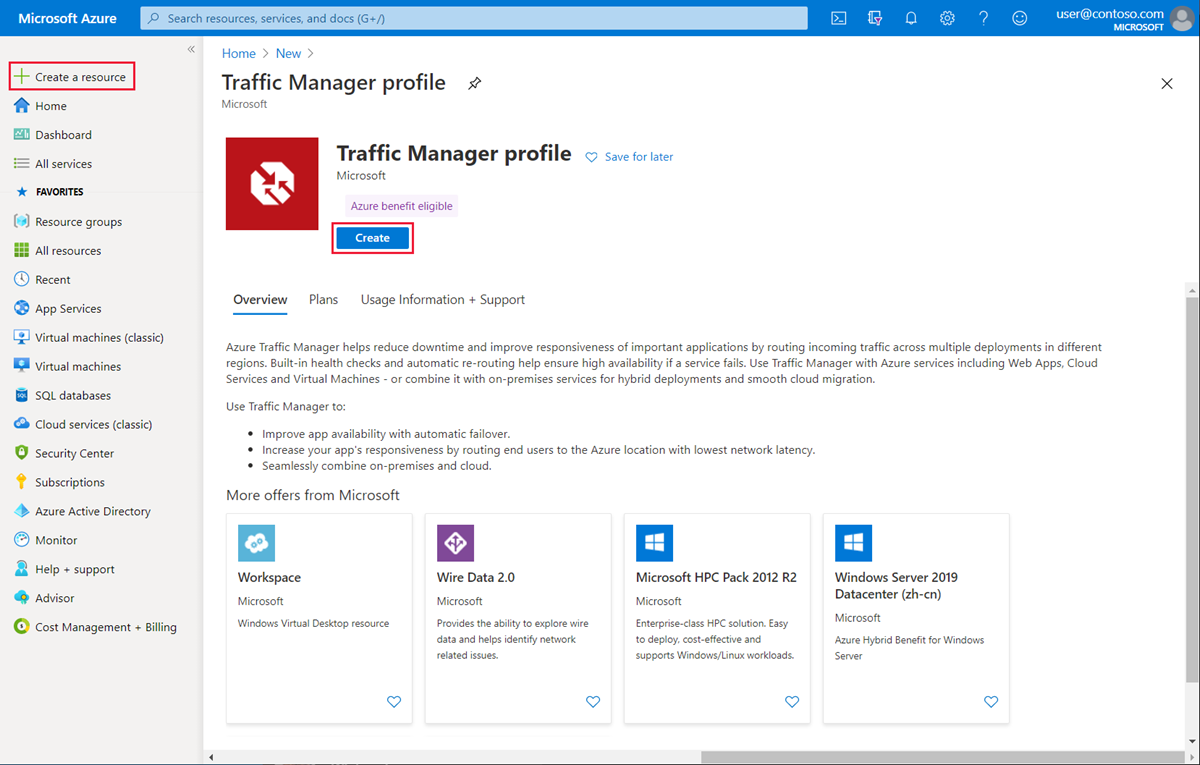 Microsoft Azure
Search resources, services, and docs (G+/)
user@contoso.com
MICROSOFT
«
Create a resource
Home
Dashboard
All services
FAVORITES
Resource groups
All resources
Recent
App Services
Virtual machines (classic)
Virtual machines
SQL databases
Cloud services (classic)
Security Center
Subscriptions
Azure Active Directory
Monitor
Help + support
Advisor
Cost Management + Billing
Home > New >
Traffic Manager profile
Microsoft
Traffic Manager profile
Save for later
Microsoft
Azure benefit eligible
Create
Overview
Plans
Usage Information + Support
Azure Traffic Manager helps reduce downtime and improve responsiveness of important applications by routing incoming traffic across multiple deployments in different
regions. Built-in health checks and automatic re-routing help ensure high availability if a service fails. Use Traffic Manager with Azure services including Web Apps, Cloud
Services and Virtual Machines - or combine it with on-premises services for hybrid deployments and smooth cloud migration.
Use Traffic Manager to:
• Improve app availability with automatic failover.
• Increase your app's responsiveness by routing end users to the Azure location with lowest network latency.
• Seamlessly combine on-premises and cloud.
More offers from Microsoft
Workspace
Microsoft
Windows Virtual Desktop resource
Wire Data 2.0
Microsoft
Provides the ability to explore wire
data and helps identify network
related issues.
Microsoft HPC Pack 2012 R2
Microsoft
Enterprise-class HPC solution. Easy
to deploy, cost-effective and
supports Windows/Linux workloads.
Windows Server 2019
Datacenter (zh-cn)
Microsoft
Azure Hybrid Benefit for Windows
Server